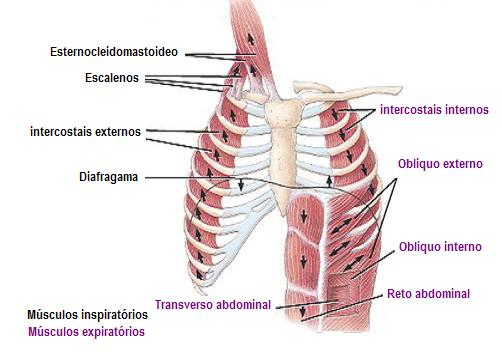 Esternocleidomastoideo
Escalenos
intercostais externos
Diafragama
intercostais internos
Obliquo externo
Obliquo interno
Reto abdominal
Transverso abdominal
Músculos inspiratórios
Músculos expiratórios